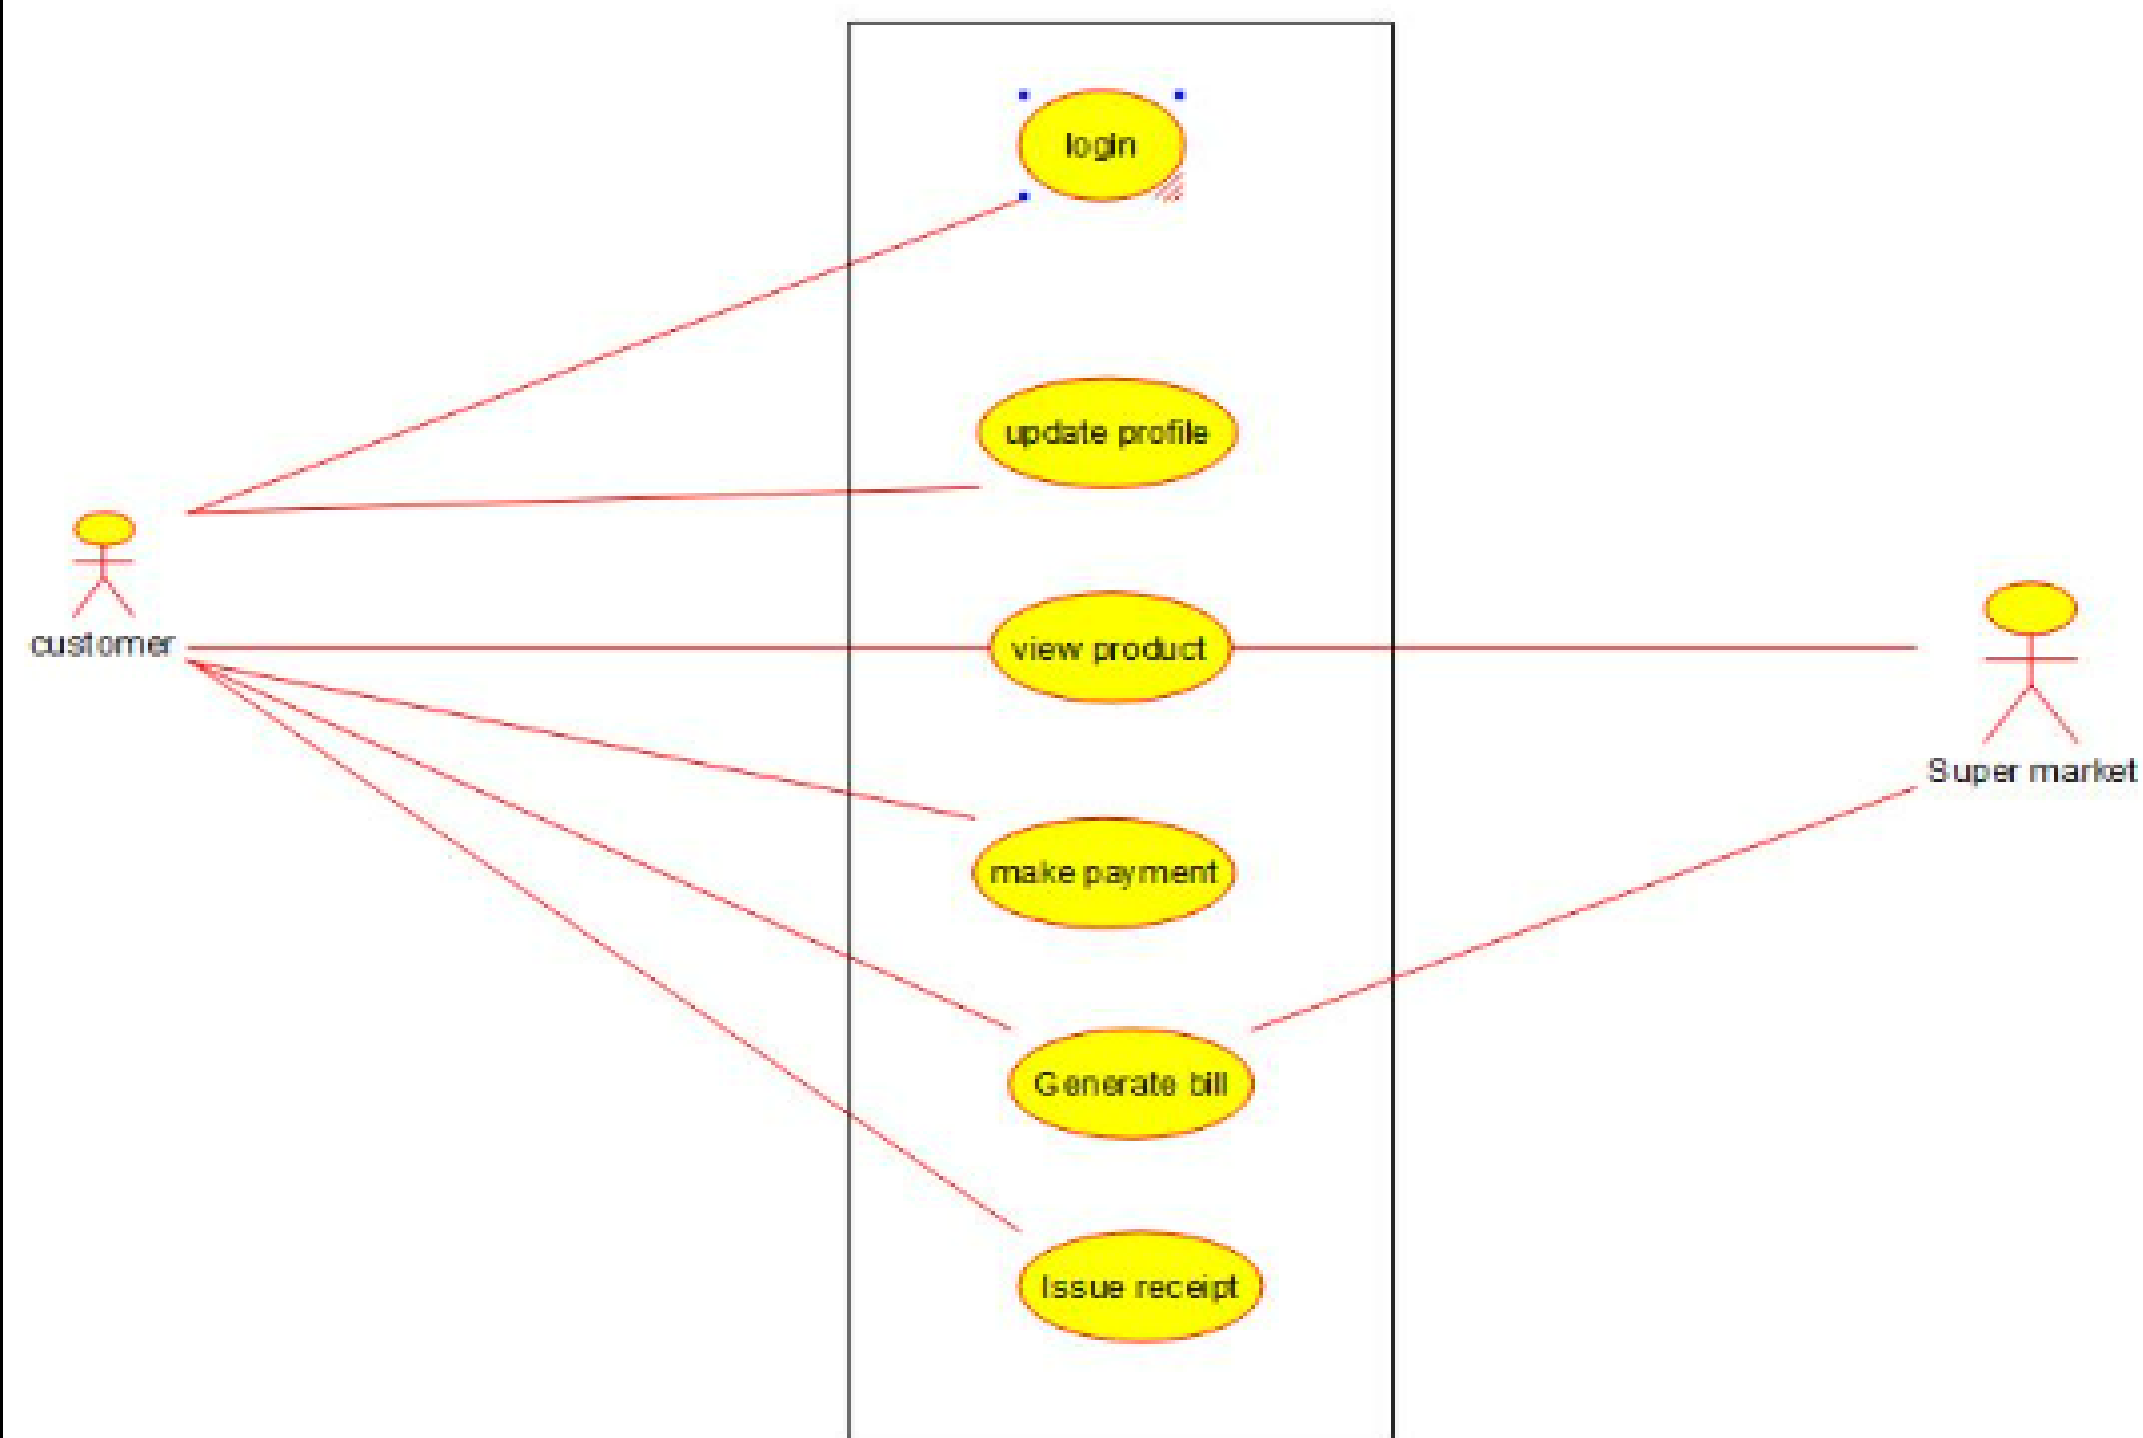 login
update profile
customer
view product
Super market
make payment
Generate bill
Issue receipt